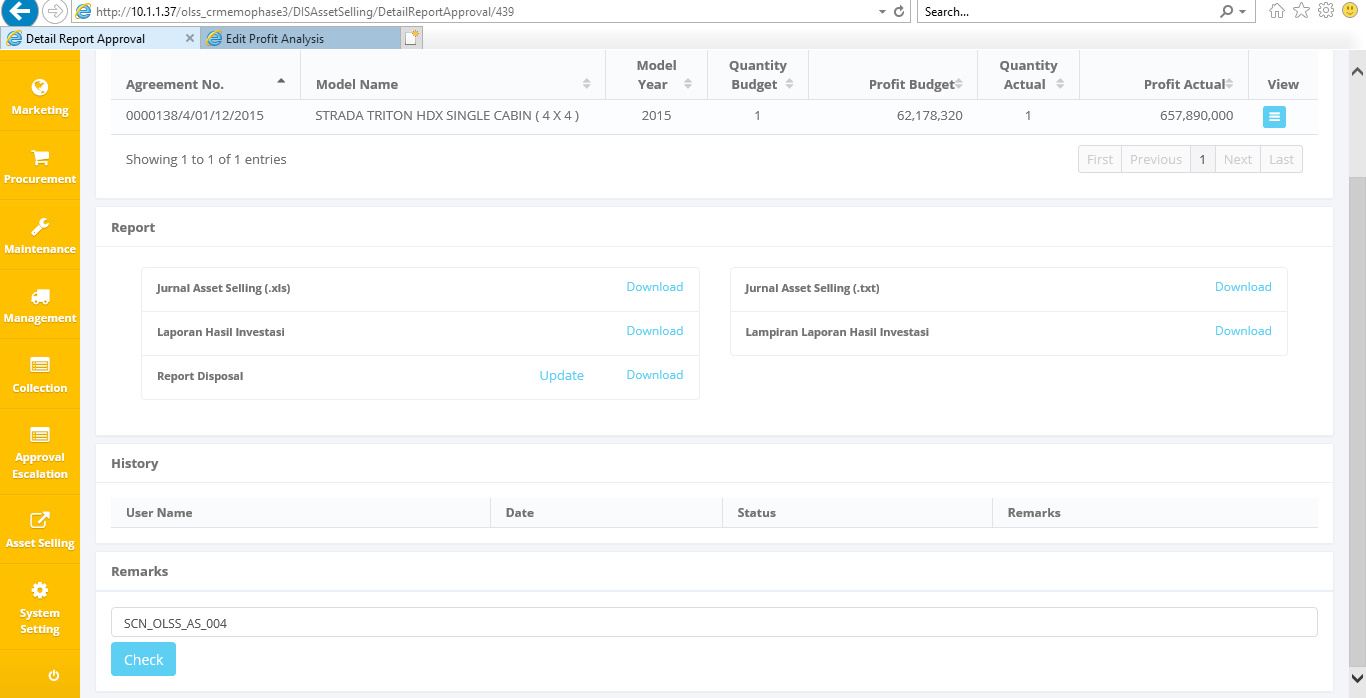 http://10.1.1.37/olss_crmemophase3/DISAssetSelling/DetailReportApproval/439
Search...
Detail Report Approval
Edit Profit Analysis
Marketing
Procurement
Maintenance
Management
Collection
Approval
Escalation
Asset Selling
System
Setting
Agreement No. Model Name Model Year Quantity Budget Profit Budget Quantity Actual Profit Actual View
0000138/4/01/12/2015 STRADA TRITON HDX SINGLE CABIN ( 4 X 4 ) 2015 1 62,178,320 1 657,890,000
Showing 1 to 1 of 1 entries First Previous 1 Next Last
Report
Jurnal Asset Selling (.xls) Download
Laporan Hasil Investasi Download
Report Disposal Update Download
Jurnal Asset Selling (.txt) Download
Lampiran Laporan Hasil Investasi Download
History
User Name Date Status Remarks
Remarks
SCN_OLSS_AS_004
Check